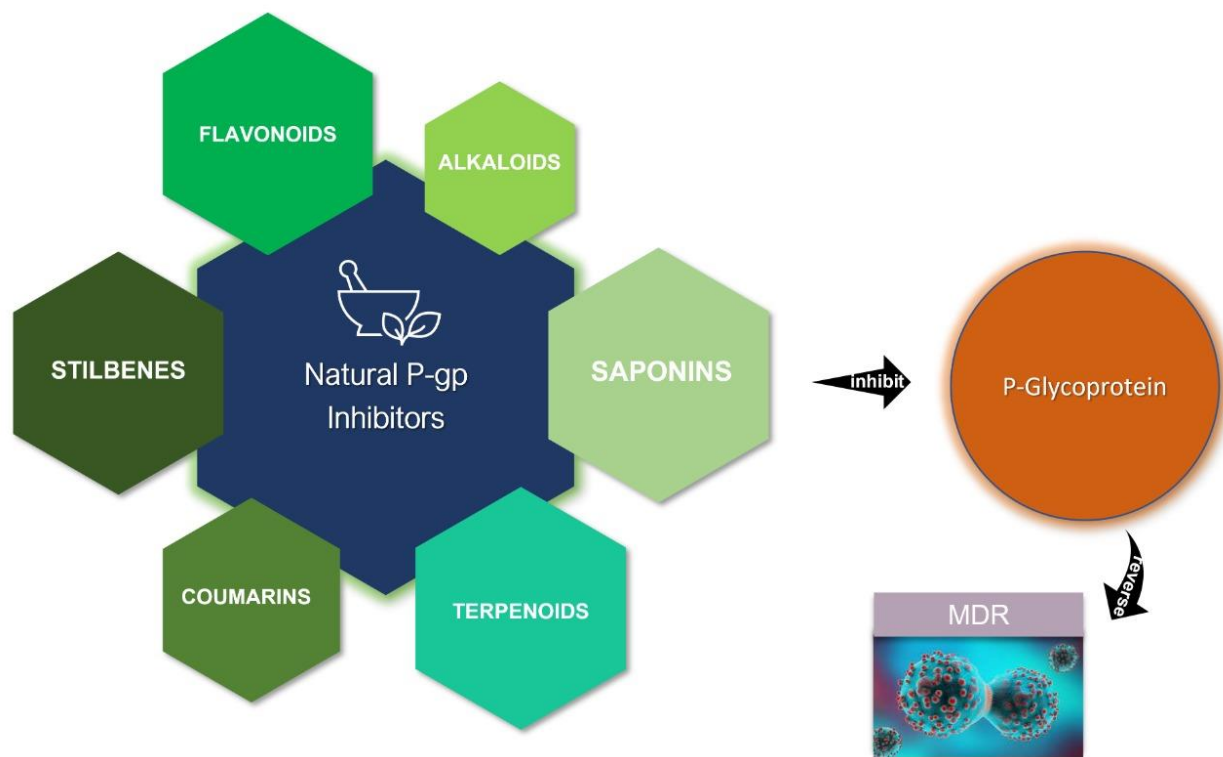 FLAVONOIDS
ALKALOIDS
STILBENES
Natural P-gp
Inhibitors
SAPONINS
COUMARINS
TERPENOIDS
inhibit
P-Glycoprotein
reverse
MDR